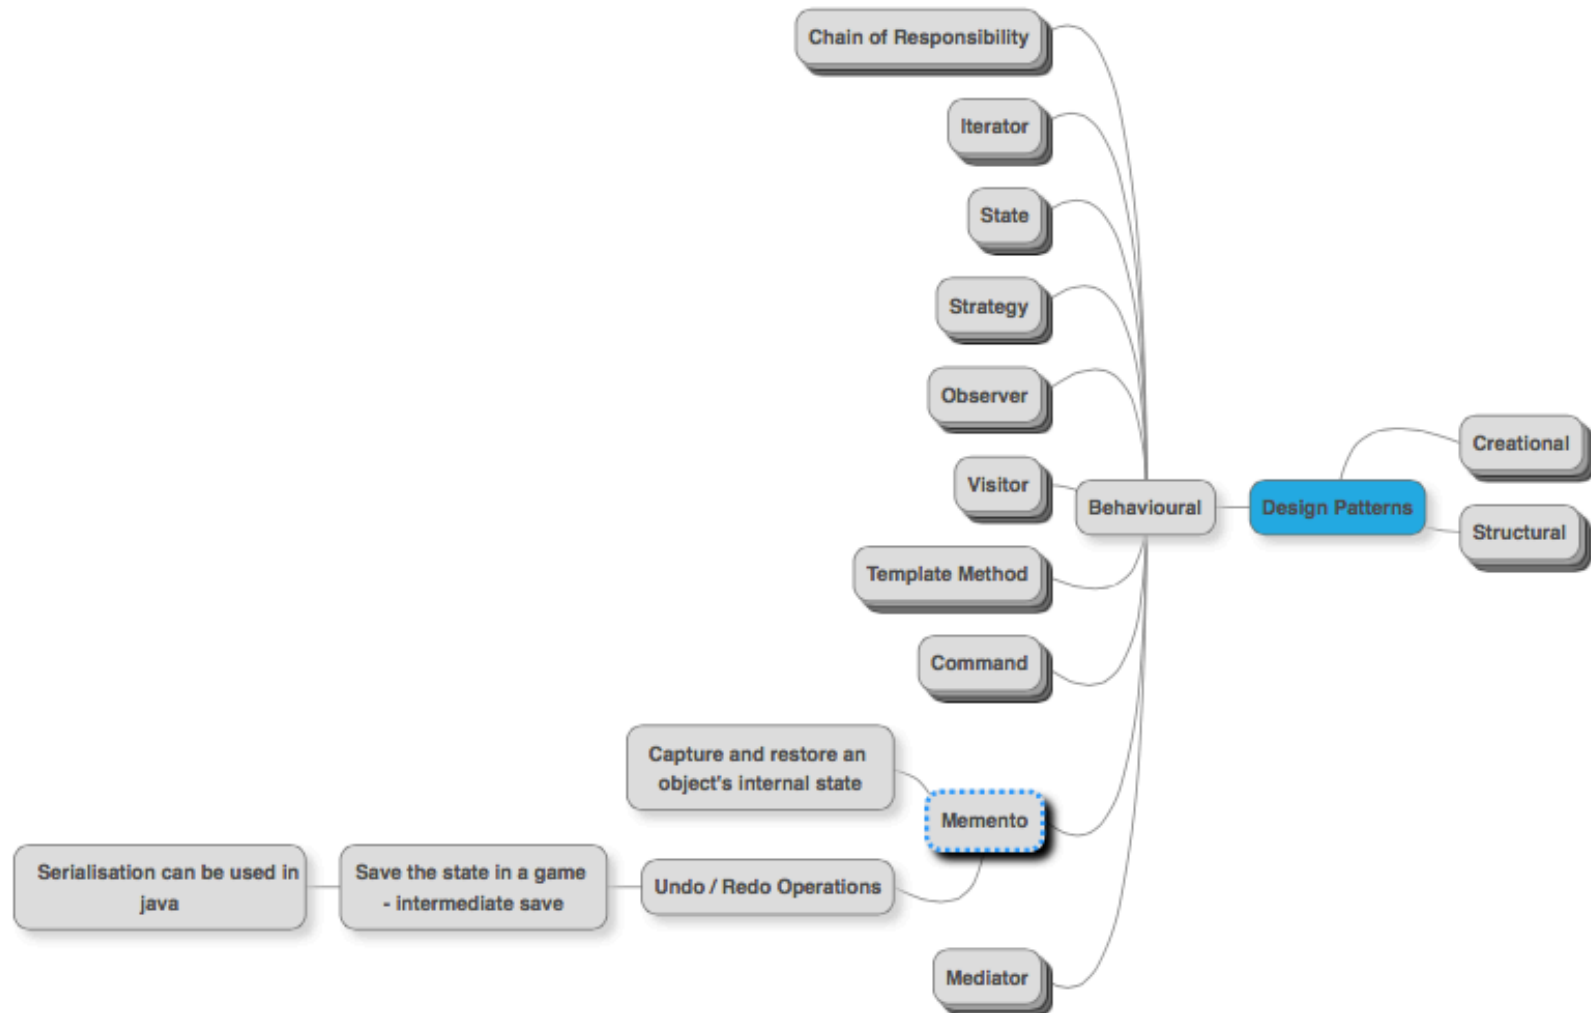 Chain of Responsibility
Iterator
State
Strategy
Observer
Creational
Visitor
Behavioural
Design Patterns
Structural
Template Method
Command
Capture and restore an
object's internal state
Memento
Serialisation can be used in
java
Save the state in a game
- intermediate save
Undo / Redo Operations
Mediator